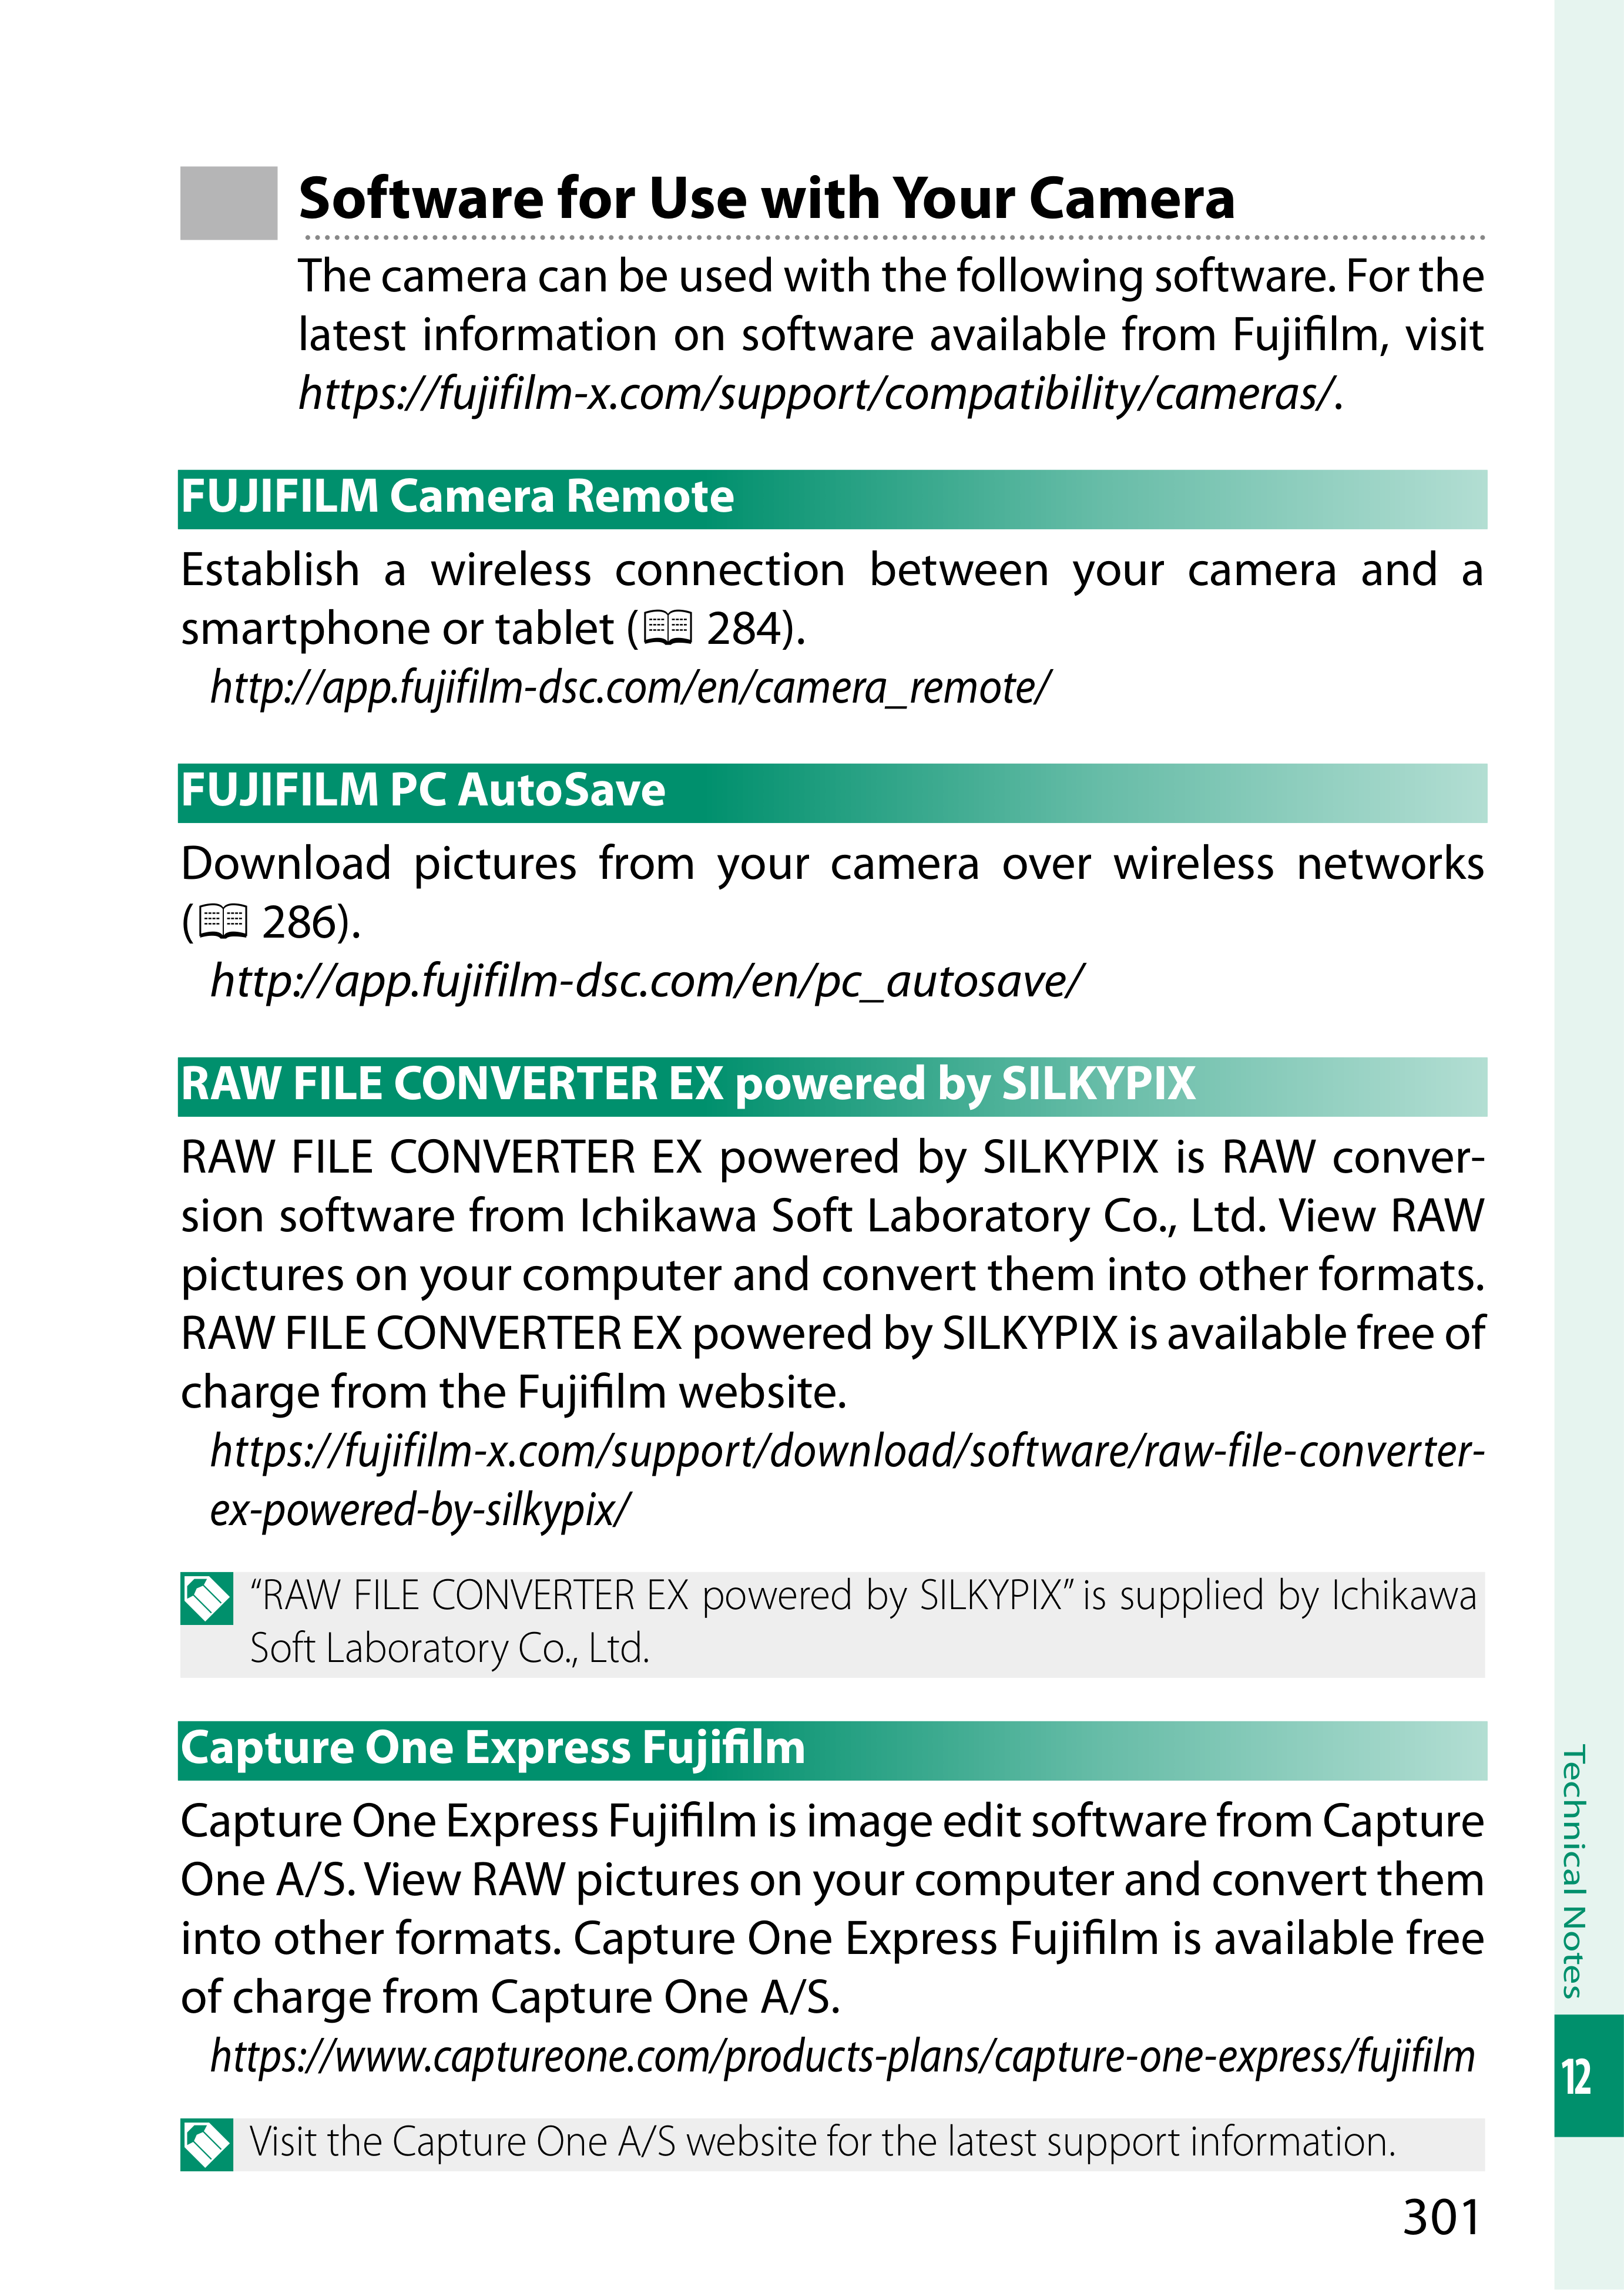 Software for Use with Your Camera
The camera can be used with the following software. For the
latest information on software available from Fujifilm, visit
https://fujifilm-x.com/support/compatibility/cameras/.
FUJIFILM Camera Remote
Establish a wireless connection between your camera and a
smartphone or tablet (📖 284).
http://app.fujifilm-dsc.com/en/camera_remote/
FUJIFILM PC AutoSave
Download pictures from your camera over wireless networks
(📖 286).
http://app.fujifilm-dsc.com/en/pc_autosave/
RAW FILE CONVERTER EX powered by SILKYPIX
RAW FILE CONVERTER EX powered by SILKYPIX is RAW conver-
sion software from Ichikawa Soft Laboratory Co., Ltd. View RAW
pictures on your computer and convert them into other formats.
RAW FILE CONVERTER EX powered by SILKYPIX is available free of
charge from the Fujifilm website.
https://fujifilm-x.com/support/download/software/raw-file-converter-
ex-powered-by-silkypix/
“RAW FILE CONVERTER EX powered by SILKYPIX” is supplied by Ichikawa
Soft Laboratory Co., Ltd.
Capture One Express Fujifilm
Capture One Express Fujifilm is image edit software from Capture
One A/S. View RAW pictures on your computer and convert them
into other formats. Capture One Express Fujifilm is available free
of charge from Capture One A/S.
https://www.captureone.com/products-plans/capture-one-express/fujifilm
Visit the Capture One A/S website for the latest support information.
Technical Notes
12
301